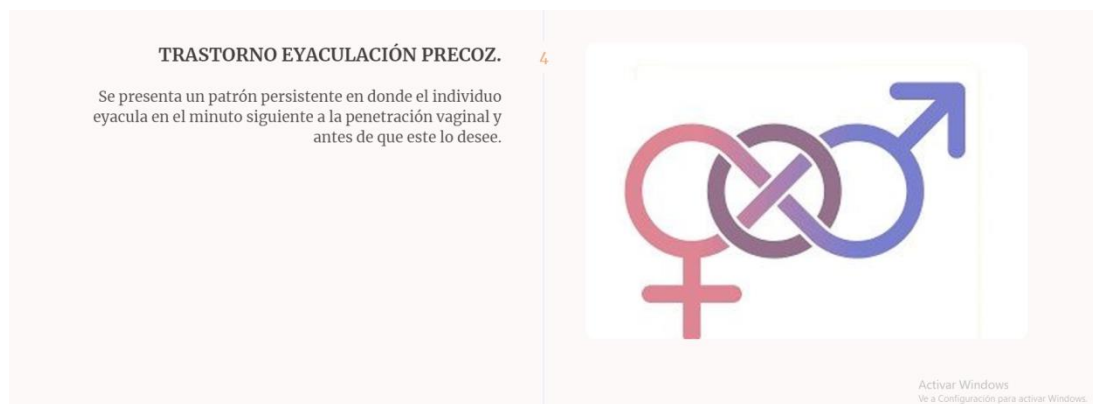 TRASTORNO EYACULACIÓN PRECOZ.
4
Se presenta un patrón persistente en donde el individuo
eyacula en el minuto siguiente a la penetración vaginal y
antes de que este lo desee.
Activar Windows
Ve a Configuración para activar Windows.